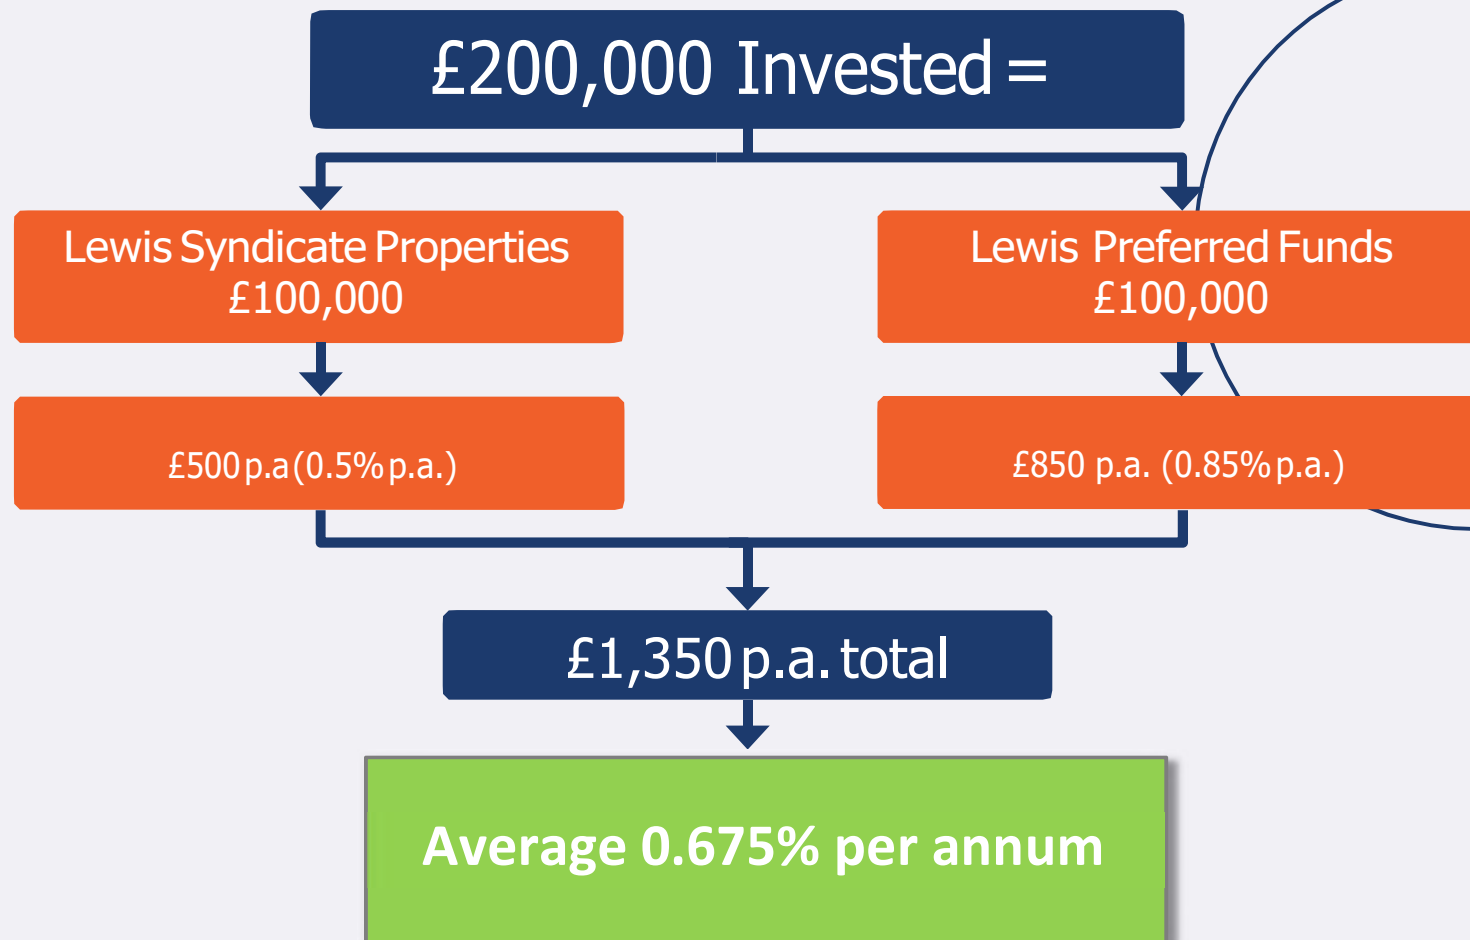 £200,000 Invested =
Lewis Syndicate Properties
£100,000
Lewis Preferred Funds
£100,000
£500 p.a (0.5% p.a.)
£850 p.a. (0.85% p.a.)
£1,350 p.a. total
Average 0.675% per annum